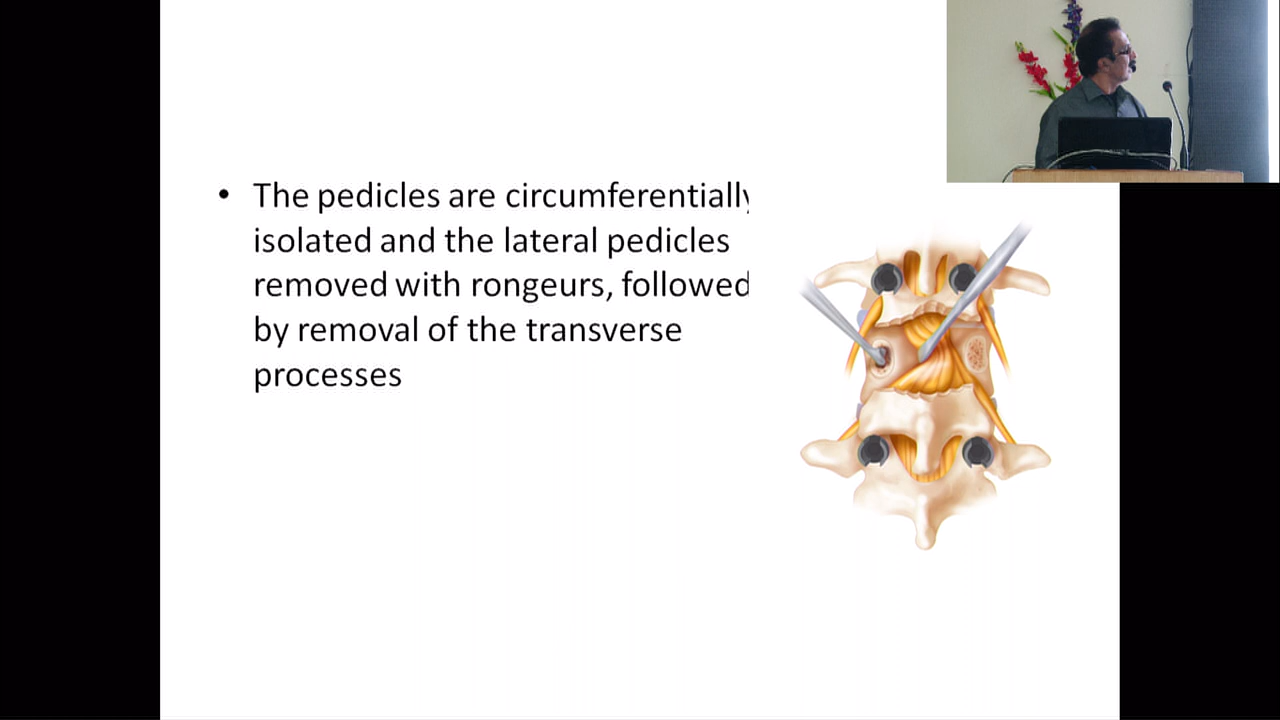 • The pedicles are circumferentially
isolated and the lateral pedicles
removed with rongeurs, followed
by removal of the transverse
processes